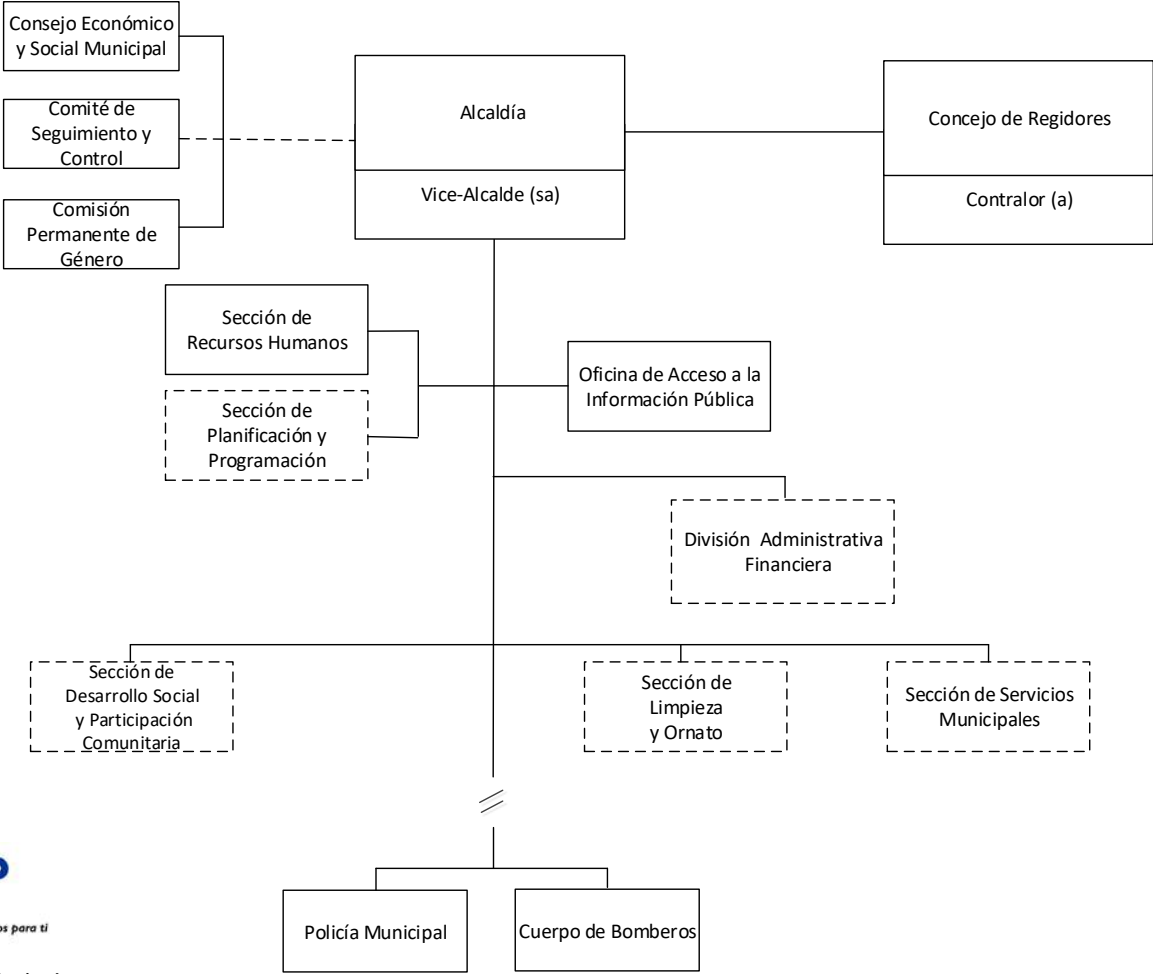 Consejo Económico
y Social Municipal
Comité de
Seguimiento y
Control
Comisión
Permanente de
Género
Alcaldía
Vice-Alcalde (sa)
Concejo de Regidores
Contralor (a)
Sección de
Recursos Humanos
Sección de
Planificación y
Programación
Oficina de Acceso a la
Información Pública
División Administrativa
Financiera
Sección de
Desarrollo Social
y Participación
Comunitaria
Sección de
Limpieza
y Ornato
Sección de Servicios
Municipales
Policía Municipal
Cuerpo de Bomberos
para ti